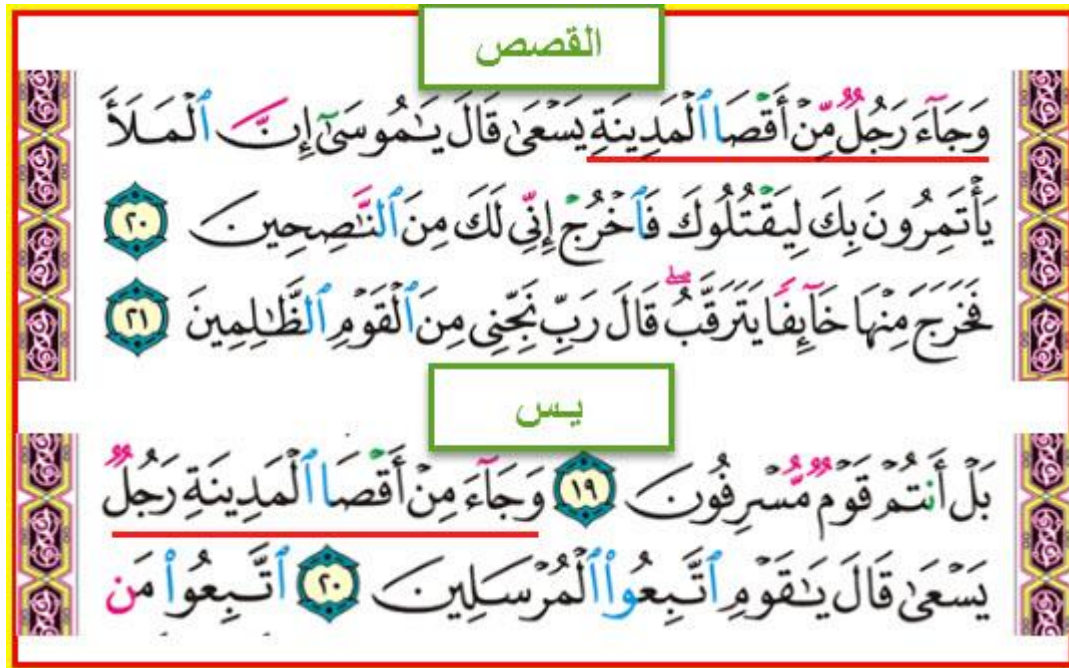 القصص
وَجَآءَ رَجُلٌ مِّنْ أَقْصَا ٱلْمَدِينَةِ يَسْعَىٰ قَالَ يَٰمُوسَىٰٓ إِنَّ ٱلْمَلَأَ
يَأْتَمِرُونَ بِكَ لِيَقْتُلُوكَ فَٱخْرُجْ إِنِّى لَكَ مِنَ ٱلنَّٰصِحِينَ ٢٠
فَخَرَجَ مِنْهَا خَآئِفًا يَتَرَقَّبُ ۖ قَالَ رَبِّ نَجِّنِى مِنَ ٱلْقَوْمِ ٱلظَّٰلِمِينَ ٢١
يس
بَلْ أَنتُمْ قَوْمٌ مُّسْرِفُونَ ١٩ وَجَآءَ مِنْ أَقْصَا ٱلْمَدِينَةِ رَجُلٌ
يَسْعَىٰ قَالَ يَٰقَوْمِ ٱتَّبِعُوا۟ ٱلْمُرْسَلِينَ ٢٠ ٱتَّبِعُوا۟ مَن